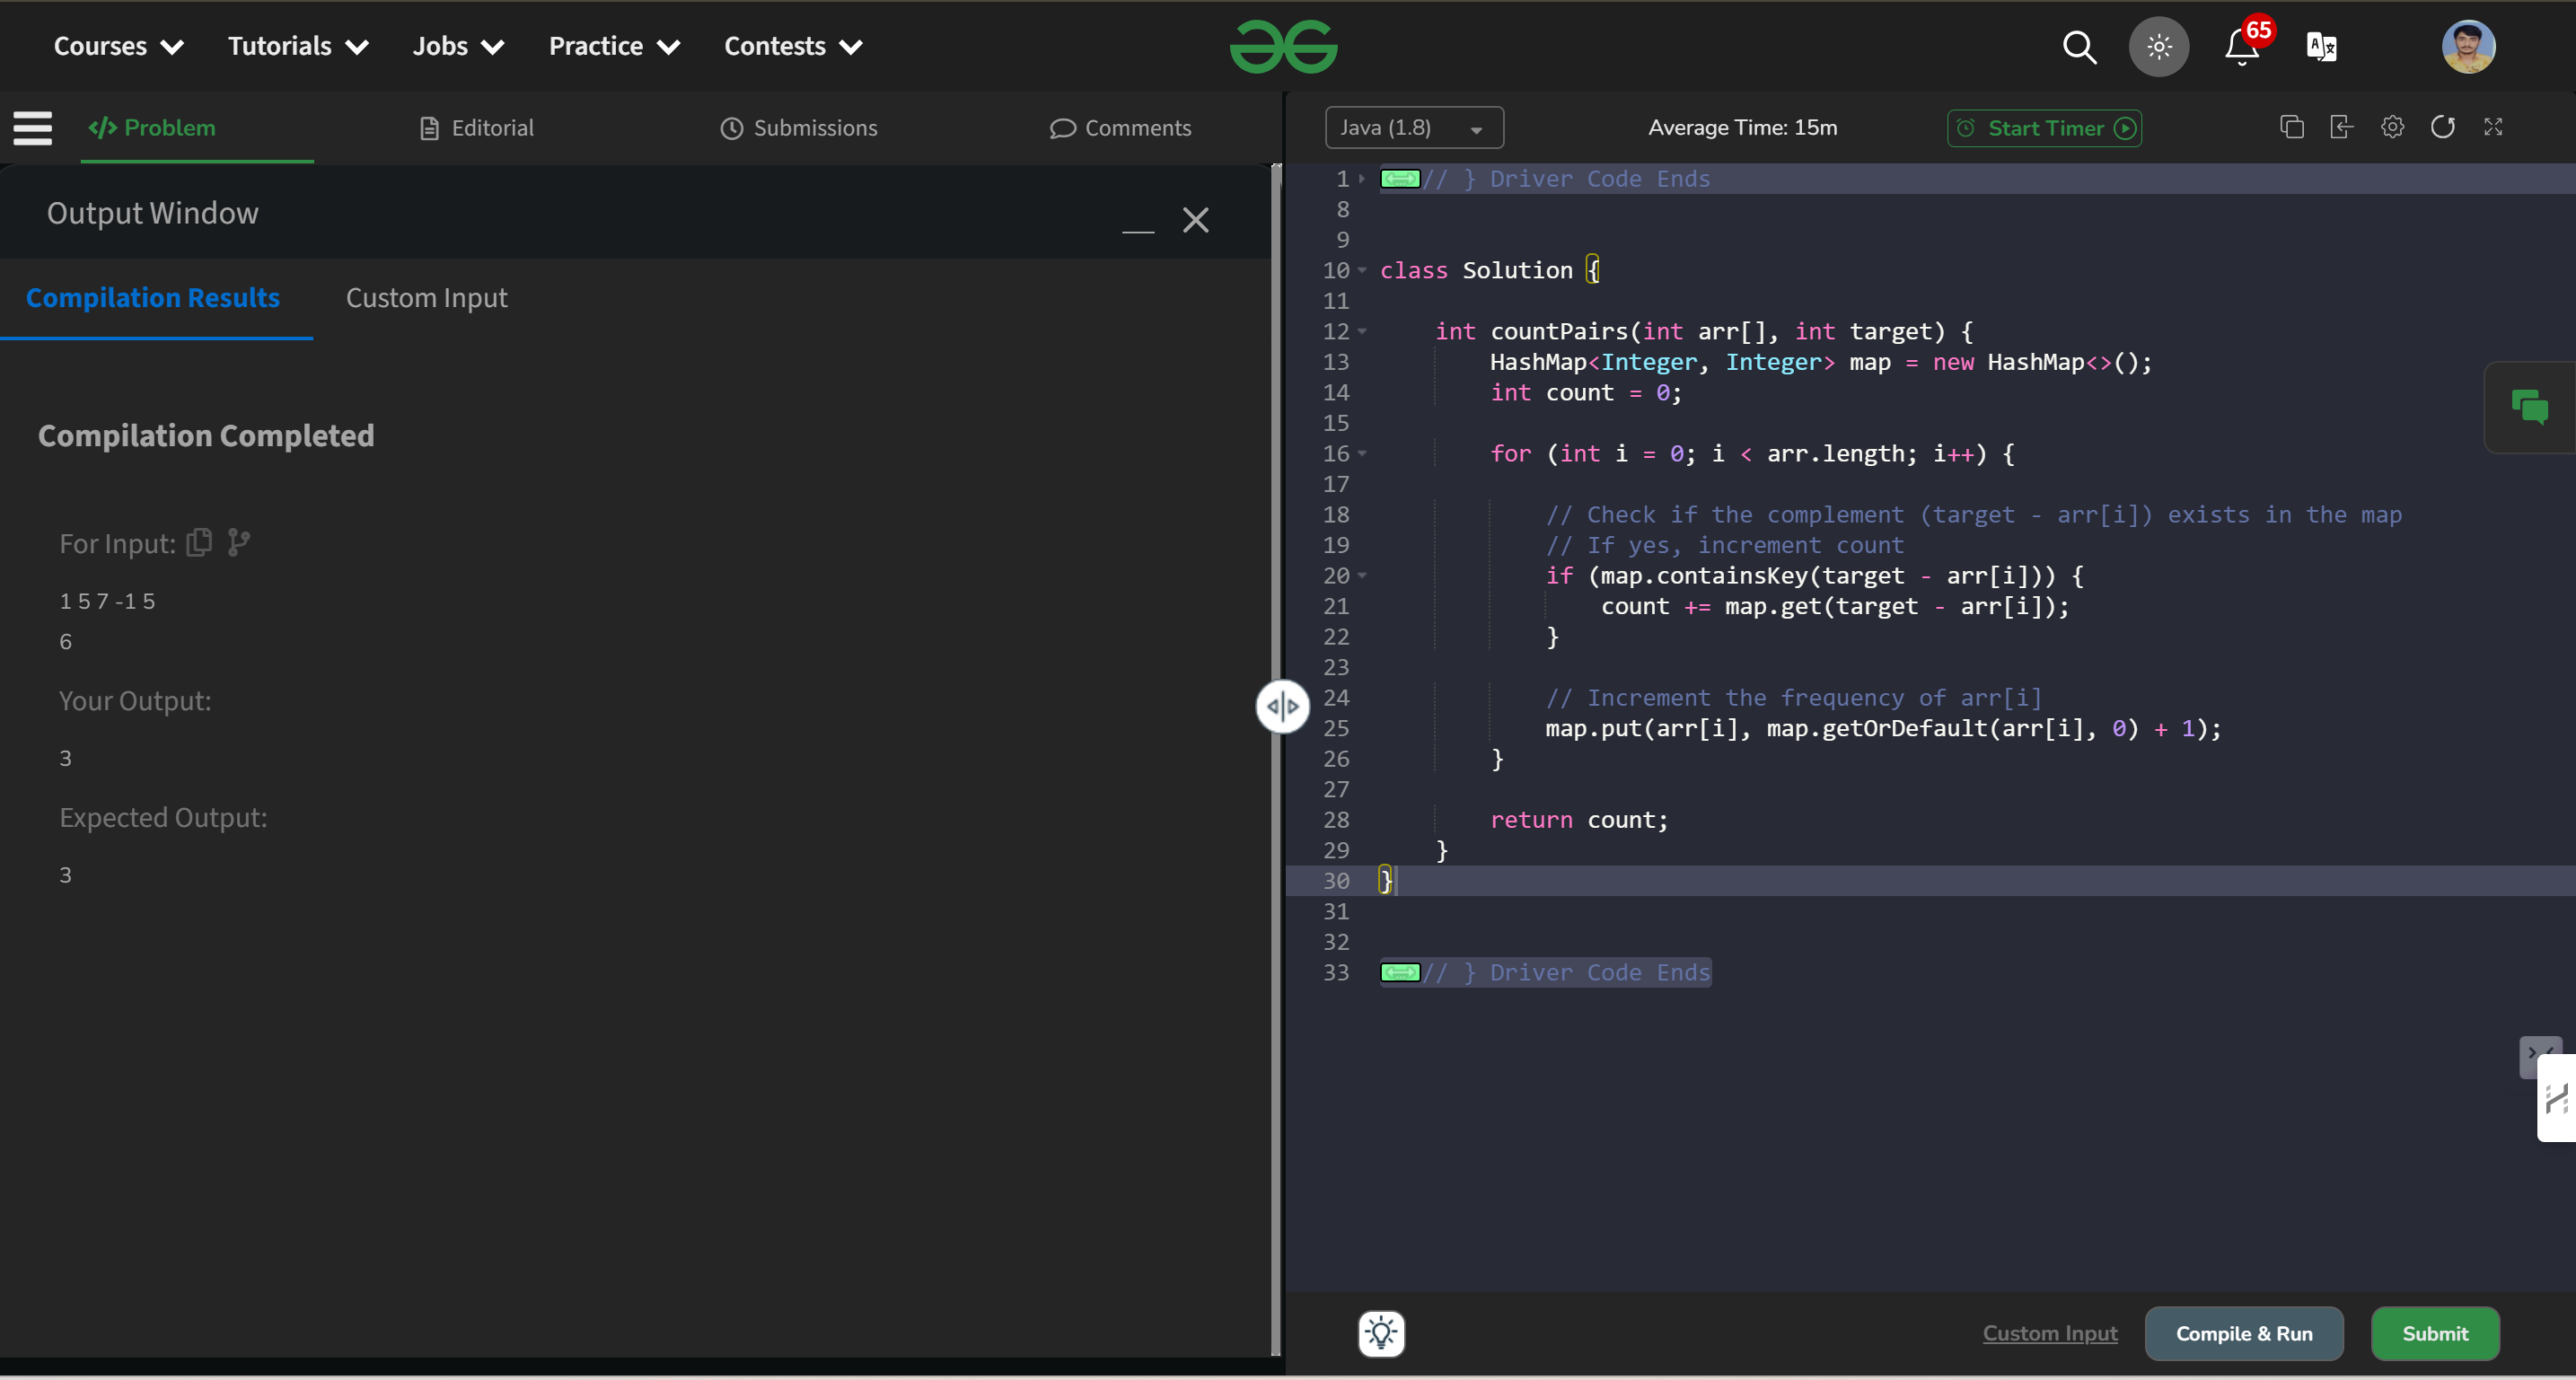 Courses Tutorials Jobs Practice Contests
65
Problem Editorial Submissions Comments
Output Window
Compilation Results Custom Input
Compilation Completed
For Input:
1 5 7 -1 5
6
Your Output:
3
Expected Output:
3
Java (1.8) Average Time: 15m Start Timer
1 // } Driver Code Ends
8
9
10 class Solution {
11
12 int countPairs(int arr[], int target) {
13 HashMap<Integer, Integer> map = new HashMap<>();
14 int count = 0;
15
16 for (int i = 0; i < arr.length; i++) {
17
18 // Check if the complement (target - arr[i]) exists in the map
19 // If yes, increment count
20 if (map.containsKey(target - arr[i])) {
21 count += map.get(target - arr[i]);
22 }
23
24 // Increment the frequency of arr[i]
25 map.put(arr[i], map.getOrDefault(arr[i], 0) + 1);
26 }
27
28 return count;
29 }
30 }
31
32
33 // } Driver Code Ends
Custom Input Compile & Run Submit